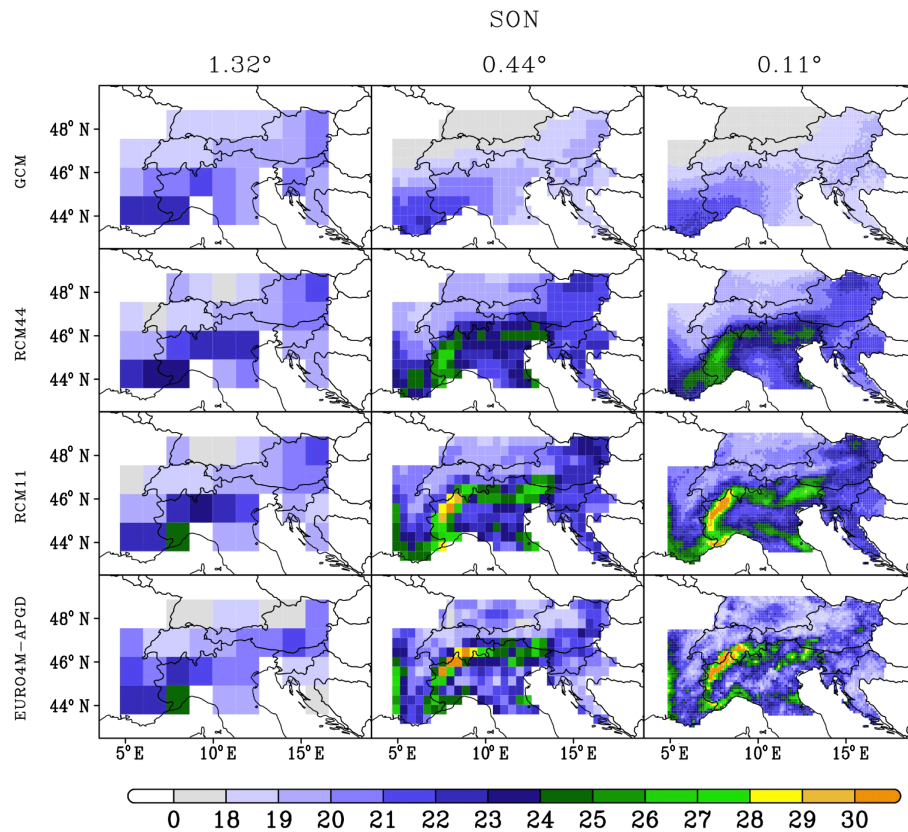 SON
1.32° 0.44° 0.11°
GCM
48° N
46° N
44° N
RCM44
48° N
46° N
44° N
RCM11
48° N
46° N
44° N
EURO4M-APGD
48° N
46° N
44° N
5° E 10° E 15° E 5° E 10° E 15° E 5° E 10° E 15° E
0 18 19 20 21 22 23 24 25 26 27 28 29 30